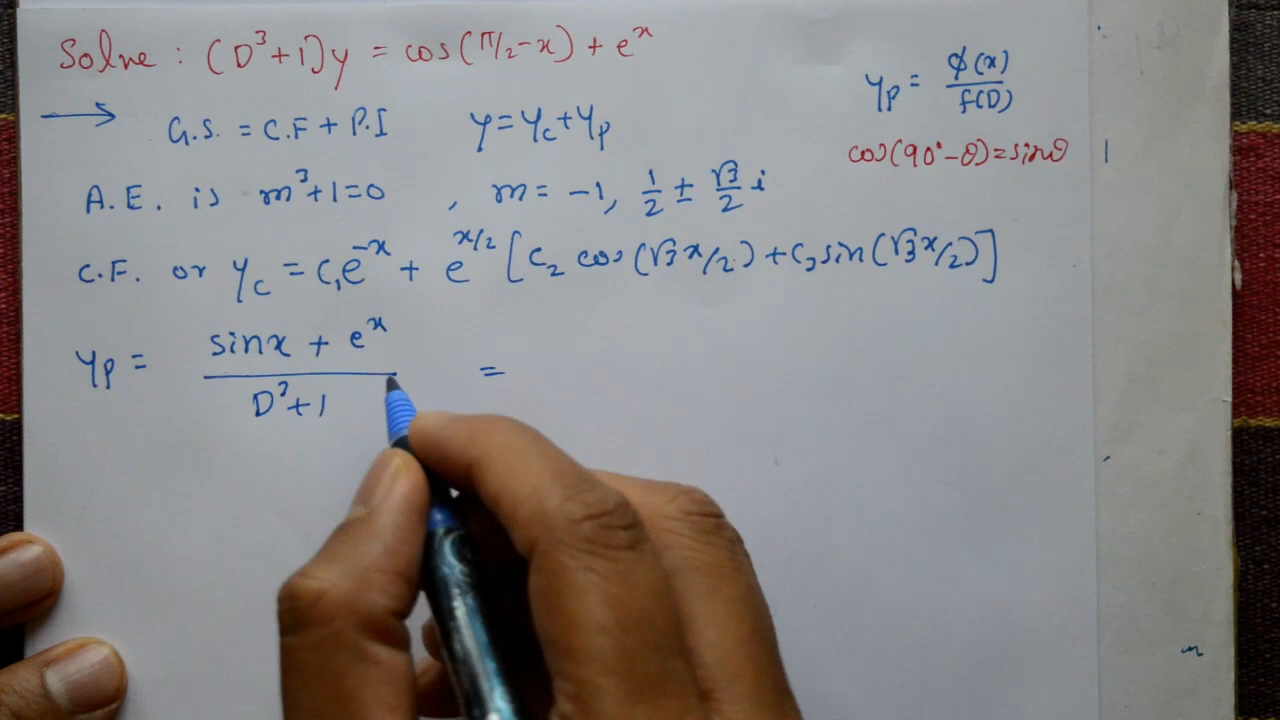 Solve : (D³+1)y = cos(π/2-x) + eˣ
yp = φ(x)/f(D)
→ G.S. = C.F + P.I y = yc + yp
cos(90°-θ)=sinθ
A.E. is m³+1=0 , m = -1, 1/2 ± √3/2 i
C.F. or yc = c₁e⁻ˣ + e^(x/2) [c₂ cos(√3x/2) + c₃ sin(√3x/2)]
yp = (sinx + eˣ)/(D³+1) =